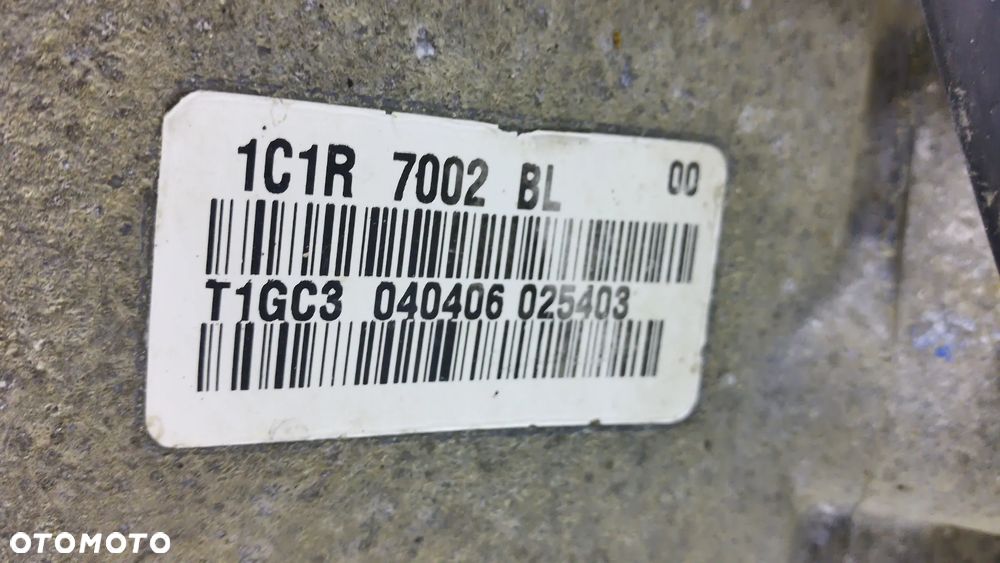 1C1R 7002 BL 00
T1GC3 040406 025403
OTOMOTO